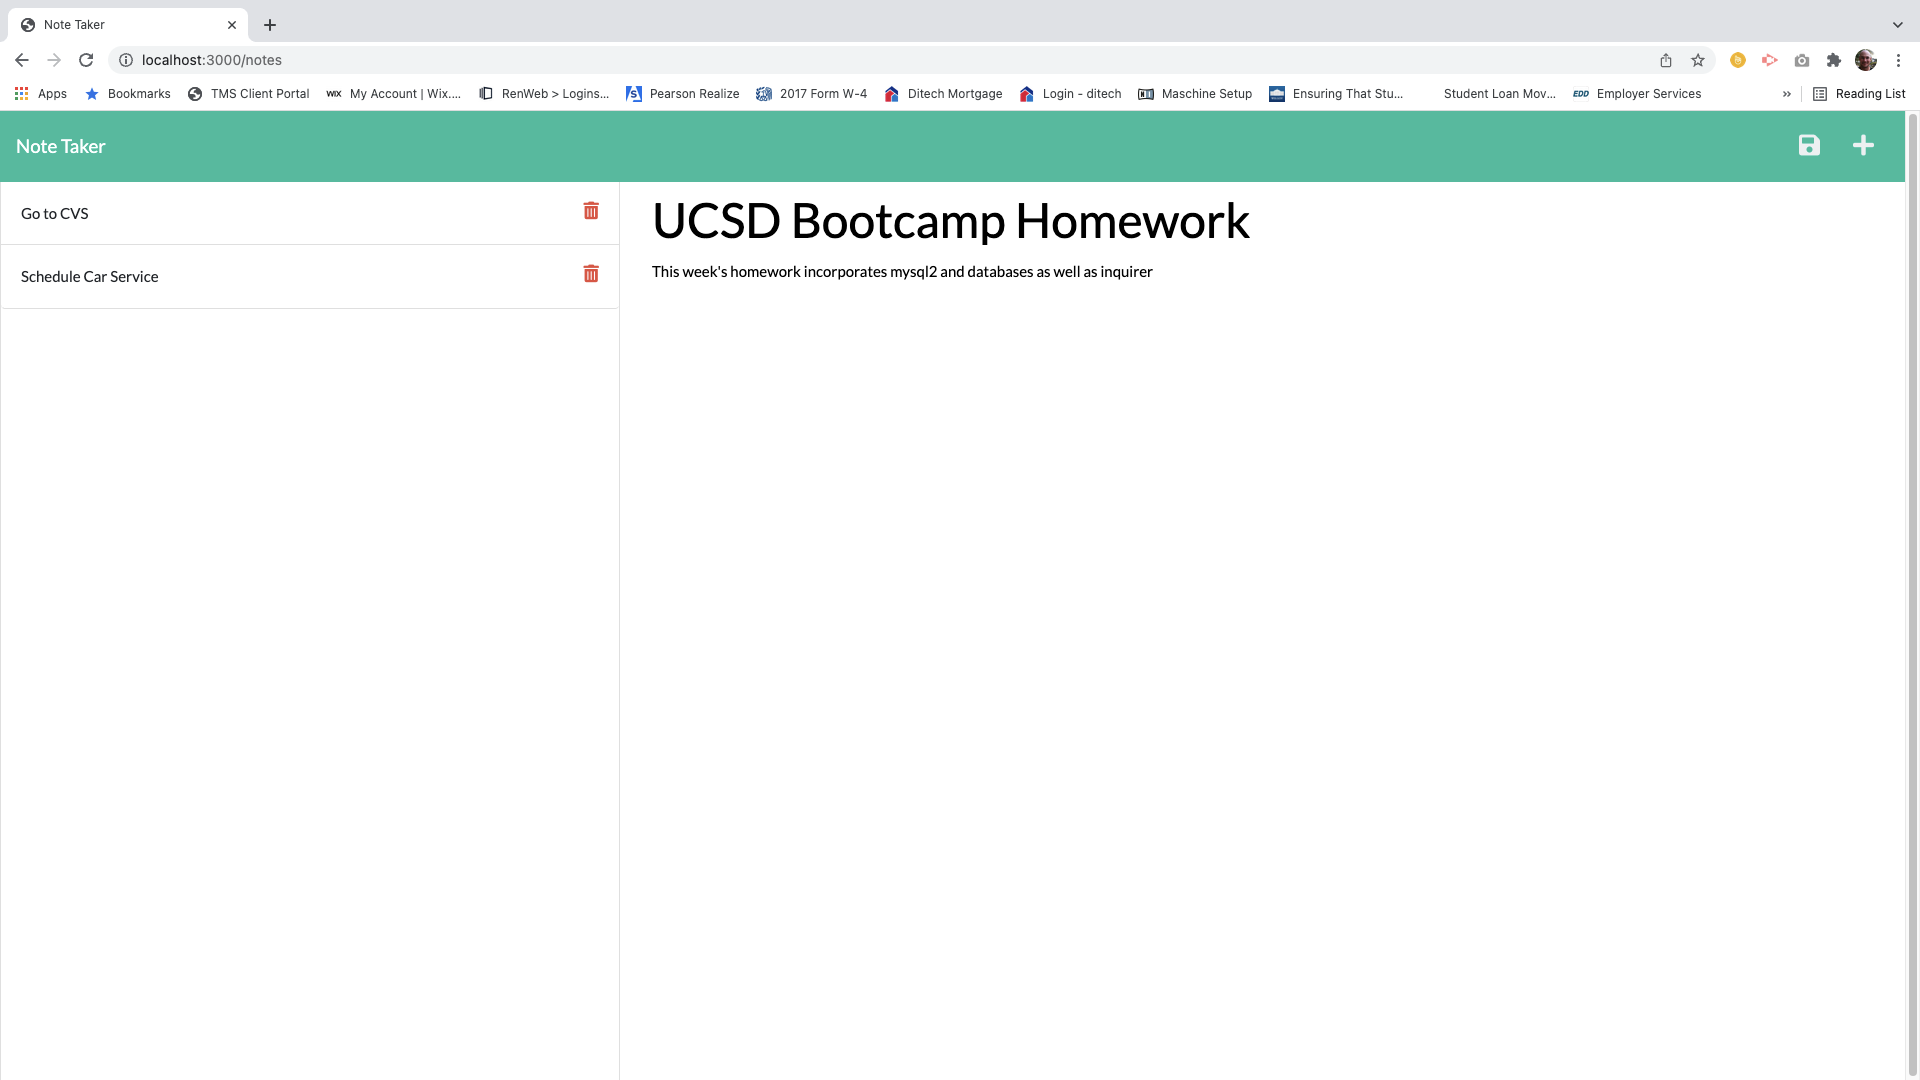 Note Taker
localhost:3000/notes
Apps Bookmarks TMS Client Portal WIX My Account | Wix.... RenWeb > Logins... Pearson Realize 2017 Form W-4 Ditech Mortgage Login - ditech Maschine Setup Ensuring That Stu... Student Loan Mov... EDD Employer Services » Reading List
Note Taker
Go to CVS
Schedule Car Service
UCSD Bootcamp Homework
This week's homework incorporates mysql2 and databases as well as inquirer